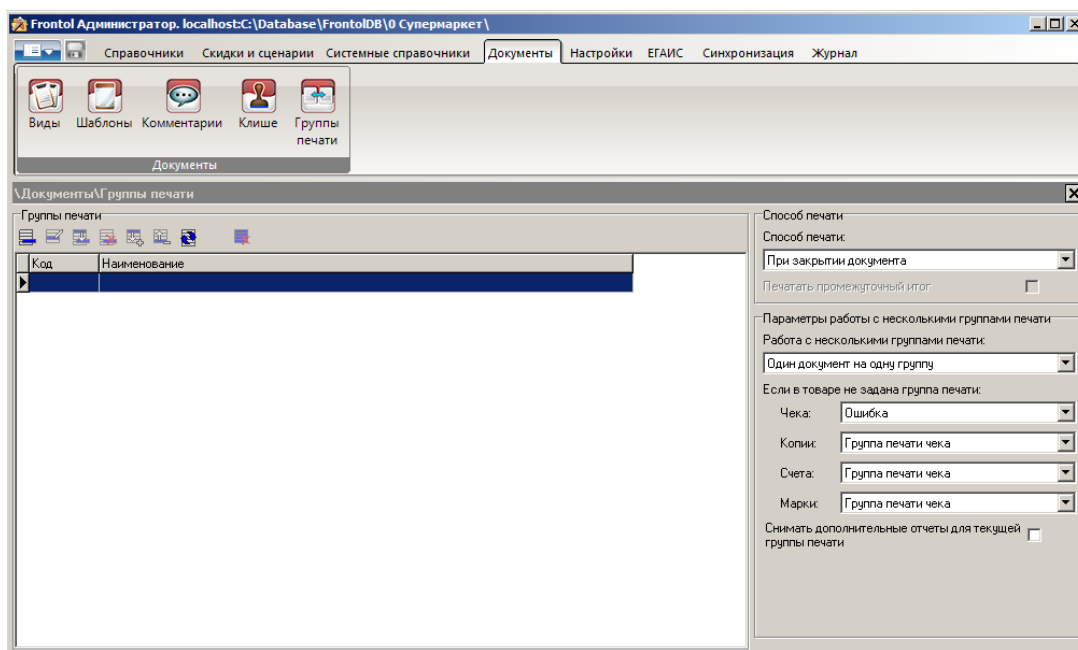 Frontol Администратор. localhost:C:\Database\FrontolDB\0 Супермаркет\
Справочники Скидки и сценарии Системные справочники Документы Настройки ЕГАИС Синхронизация Журнал
Виды Шаблоны Комментарии Клише Группы печати
Документы
\Документы\Группы печати
Группы печати
Код Наименование
Способ печати
Способ печати:
При закрытии документа
Печатать промежуточный итог
Параметры работы с несколькими группами печати
Работа с несколькими группами печати:
Один документ на одну группу
Если в товаре не задана группа печати:
Чека: Ошибка
Копии: Группа печати чека
Счета: Группа печати чека
Марки: Группа печати чека
Снимать дополнительные отчеты для текущей
группы печати